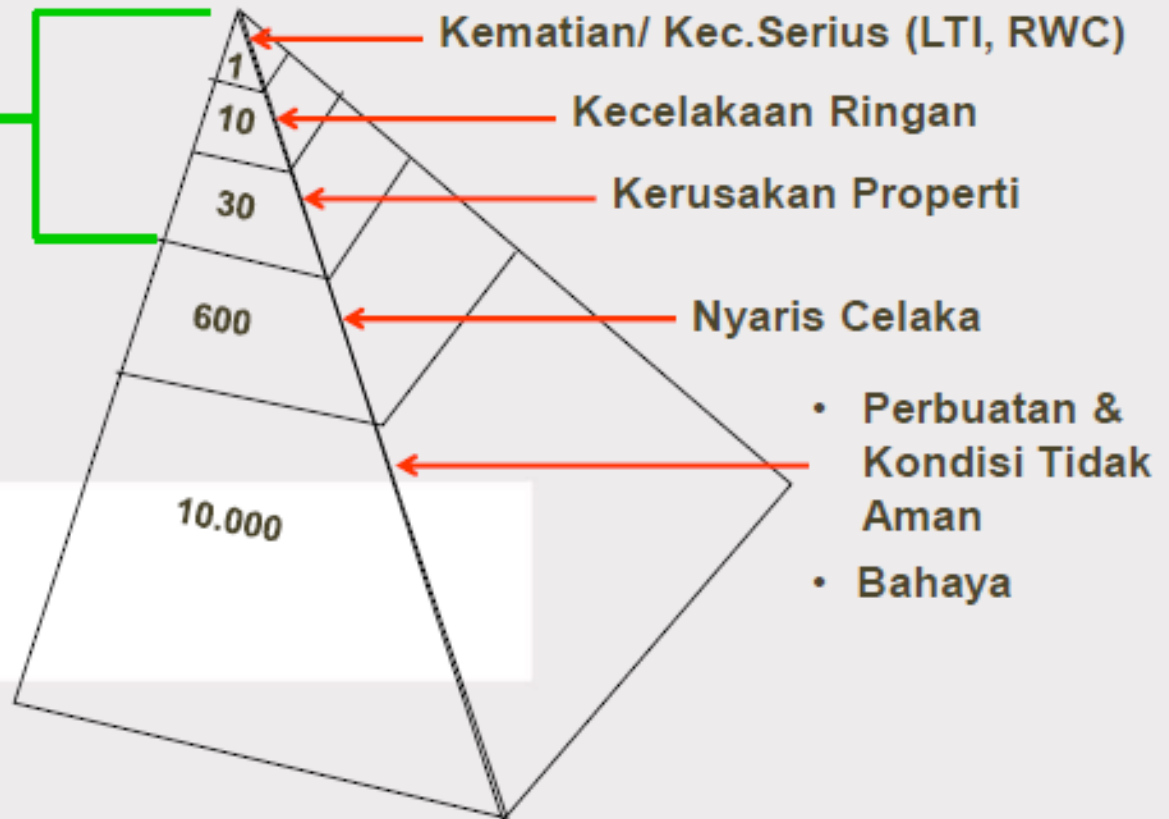 Kematian/ Kec.Serius (LTI, RWC)
1
Kecelakaan Ringan
10
Kerusakan Properti
30
Nyaris Celaka
600
• Perbuatan &
Kondisi Tidak
Aman
10.000
• Bahaya